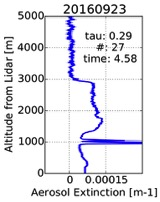 20160923
5000
4000
3000
2000
1000
0
Altitude from Lidar [m]
tau: 0.29
#: 27
time: 4.58
0 0.00015
Aerosol Extinction [m-1]